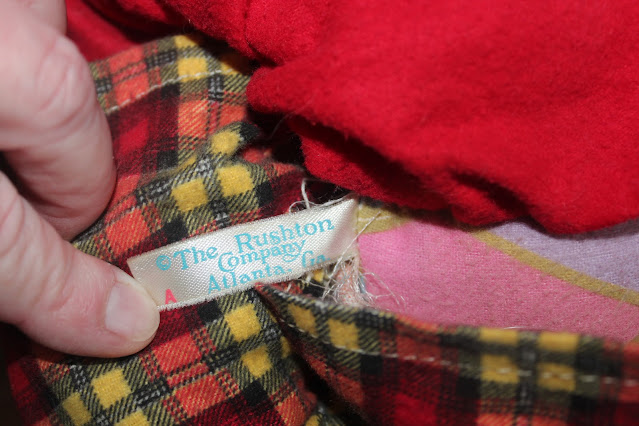 © The Rushton
Company
Atlanta, Ga
A